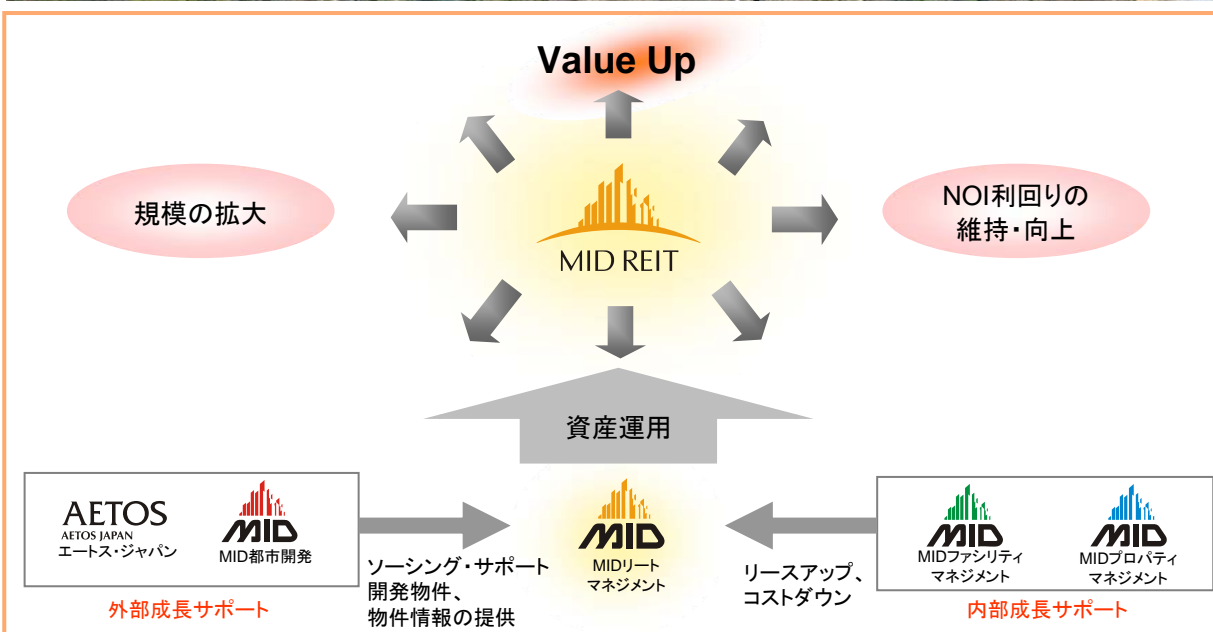 Value Up
規模の拡大
MID REIT
NOI利回りの
維持・向上
資産運用
AETOS
AETOS JAPAN
エートス・ジャパン
MID
MID都市開発
外部成長サポート
ソーシング・サポート
開発物件、
物件情報の提供
MID
MIDリート
マネジメント
リースアップ、
コストダウン
MID
MIDファシリティ
マネジメント
MID
MIDプロパティ
マネジメント
内部成長サポート